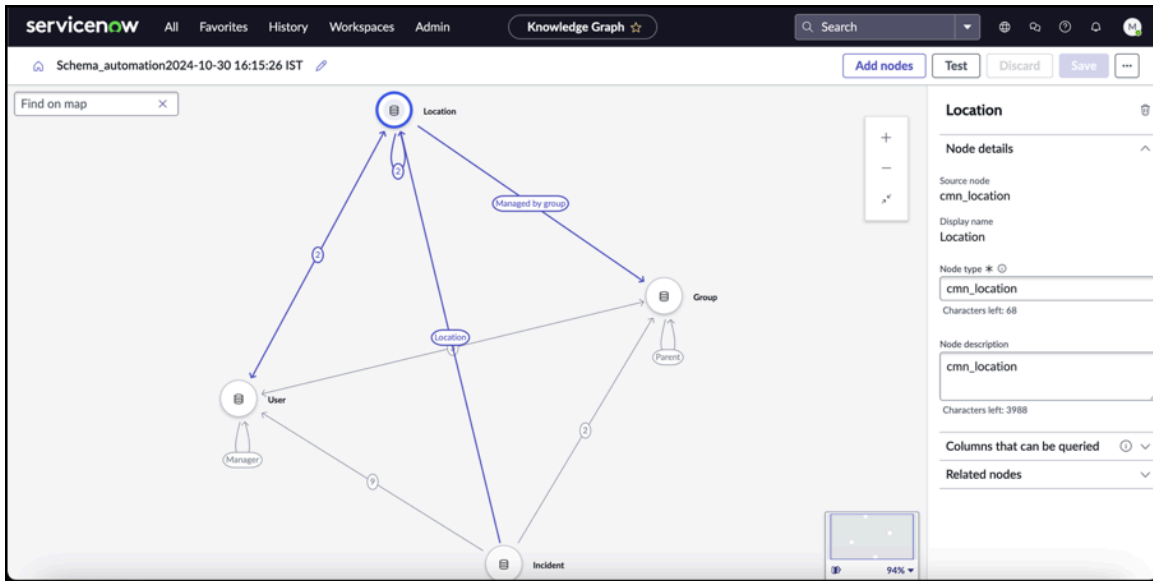 servicenow All Favorites History Workspaces Admin Knowledge Graph Search M
Schema_automation2024-10-30 16:15:26 IST Add nodes Test Discard Save
Find on map
Location
2
Managed by group
2
Group
Location
Parent
User
Manager
2
9
Incident
94%
Location
Node details
Source node
cmn_location
Display name
Location
Node type *
cmn_location
Characters left: 68
Node description
cmn_location
Characters left: 3988
Columns that can be queried
Related nodes